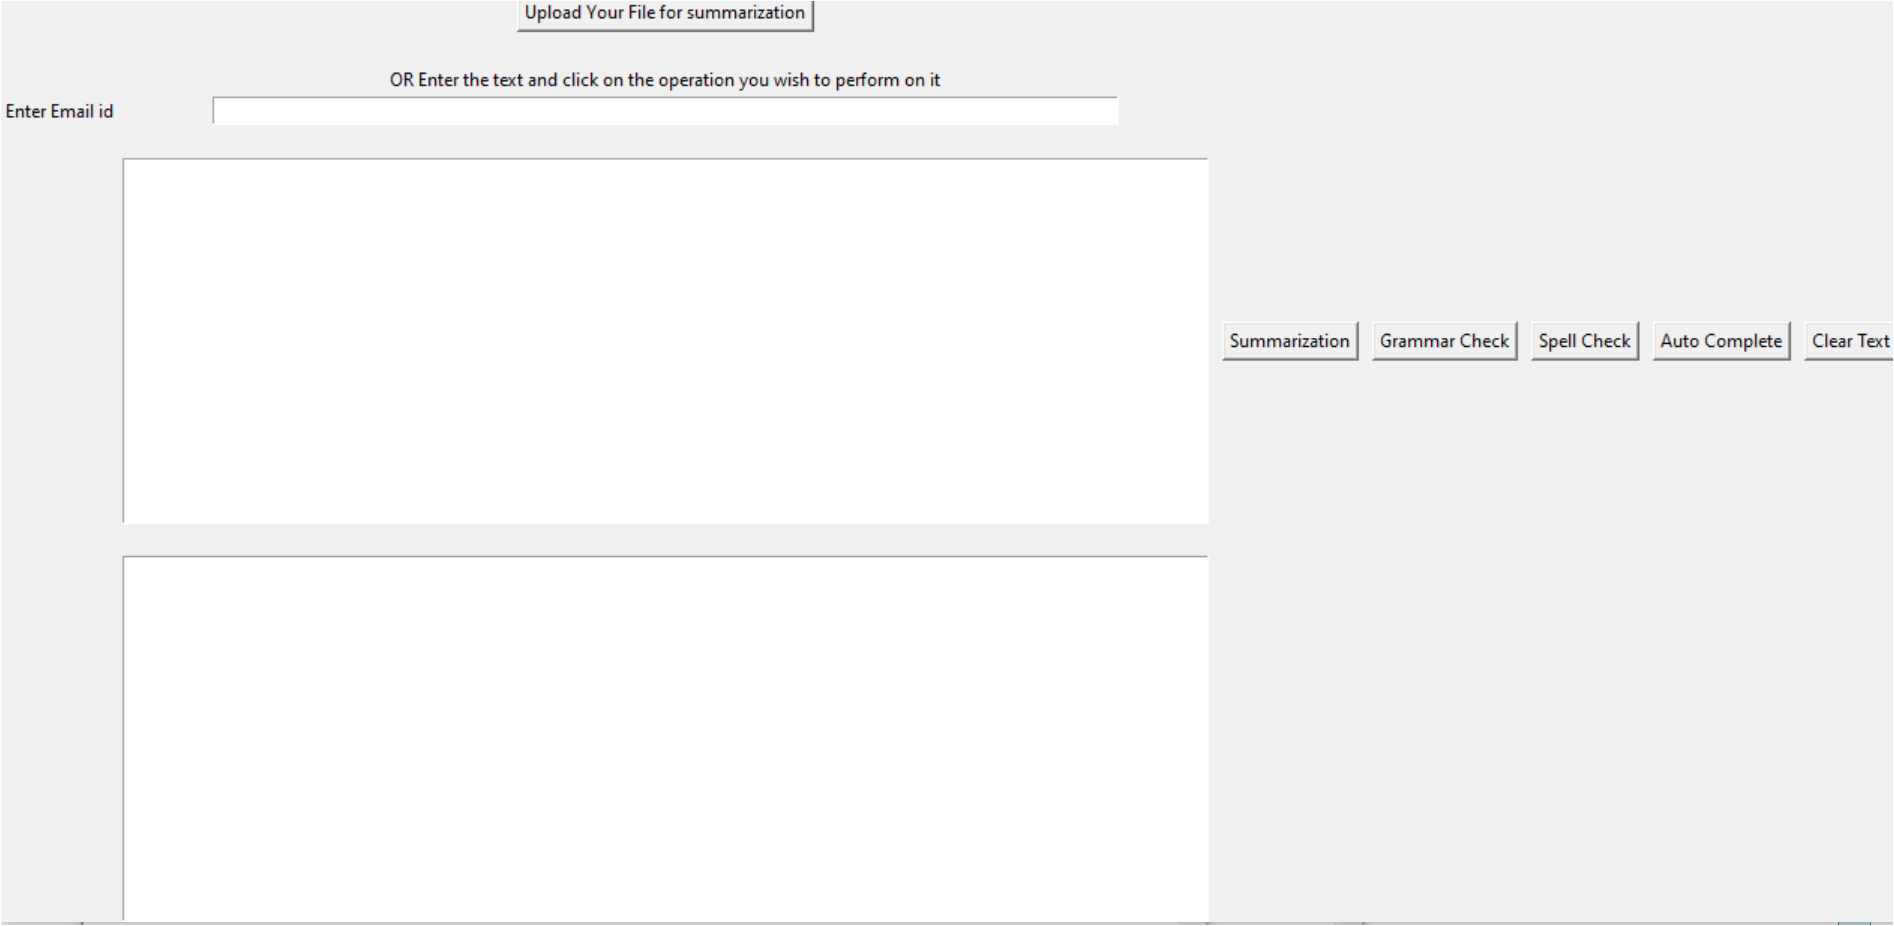 Upload Your File for summarization
OR Enter the text and click on the operation you wish to perform on it
Enter Email id
Summarization Grammar Check Spell Check Auto Complete Clear Text